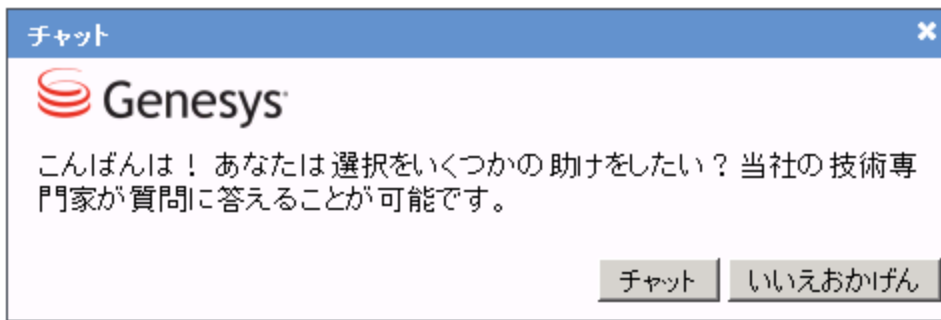 チャット
Genesys
こんばんは！ あなたは選択をいくつかの助けをしたい？当社の技術専
門家が質問に答えることが可能です。
チャット いいえおかげん